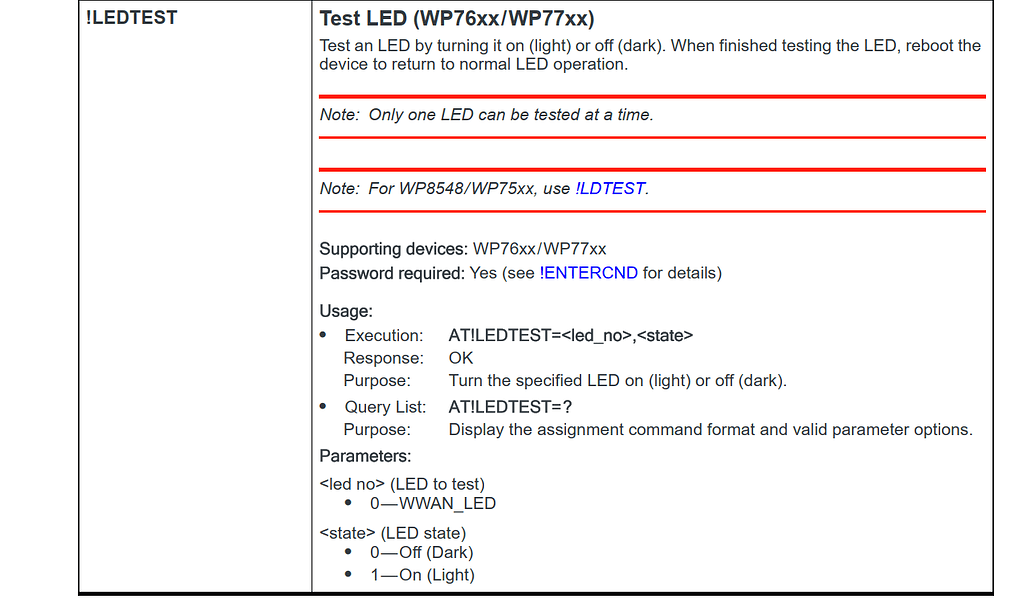 !LEDTEST
Test LED (WP76xx/WP77xx)
Test an LED by turning it on (light) or off (dark). When finished testing the LED, reboot the
device to return to normal LED operation.
Note: Only one LED can be tested at a time.
Note: For WP8548/WP75xx, use !LDTEST.
Supporting devices: WP76xx/WP77xx
Password required: Yes (see !ENTERCND for details)
Usage:
• Execution: AT!LEDTEST=<led_no>,<state>
Response: OK
Purpose: Turn the specified LED on (light) or off (dark).
• Query List: AT!LEDTEST=?
Purpose: Display the assignment command format and valid parameter options.
Parameters:
<led no> (LED to test)
• 0—WWAN_LED
<state> (LED state)
• 0—Off (Dark)
• 1—On (Light)